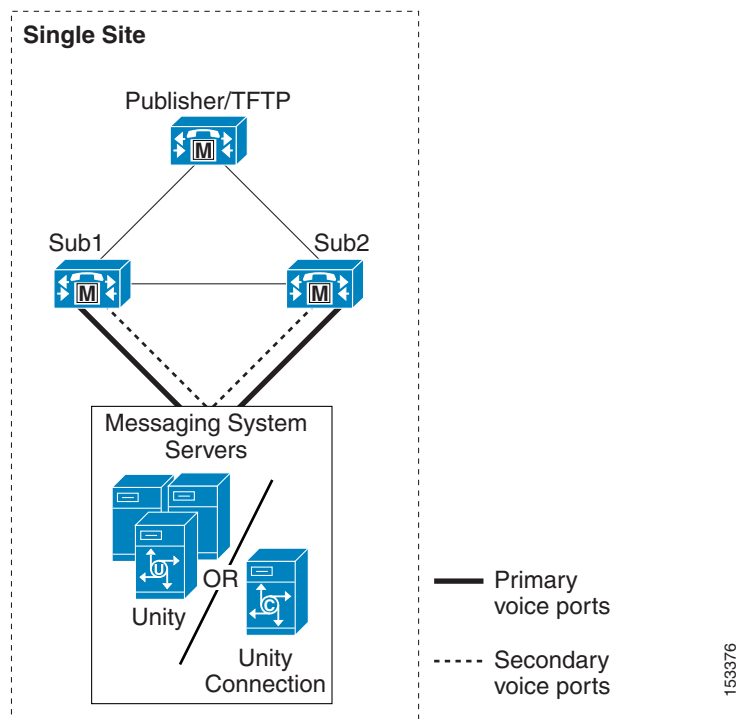 Single Site
Publisher/TFTP
M
Sub1
Sub2
M
M
Messaging System
Servers
U
OR
Unity
C
Unity
Connection
Primary
voice ports
Secondary
voice ports
153376